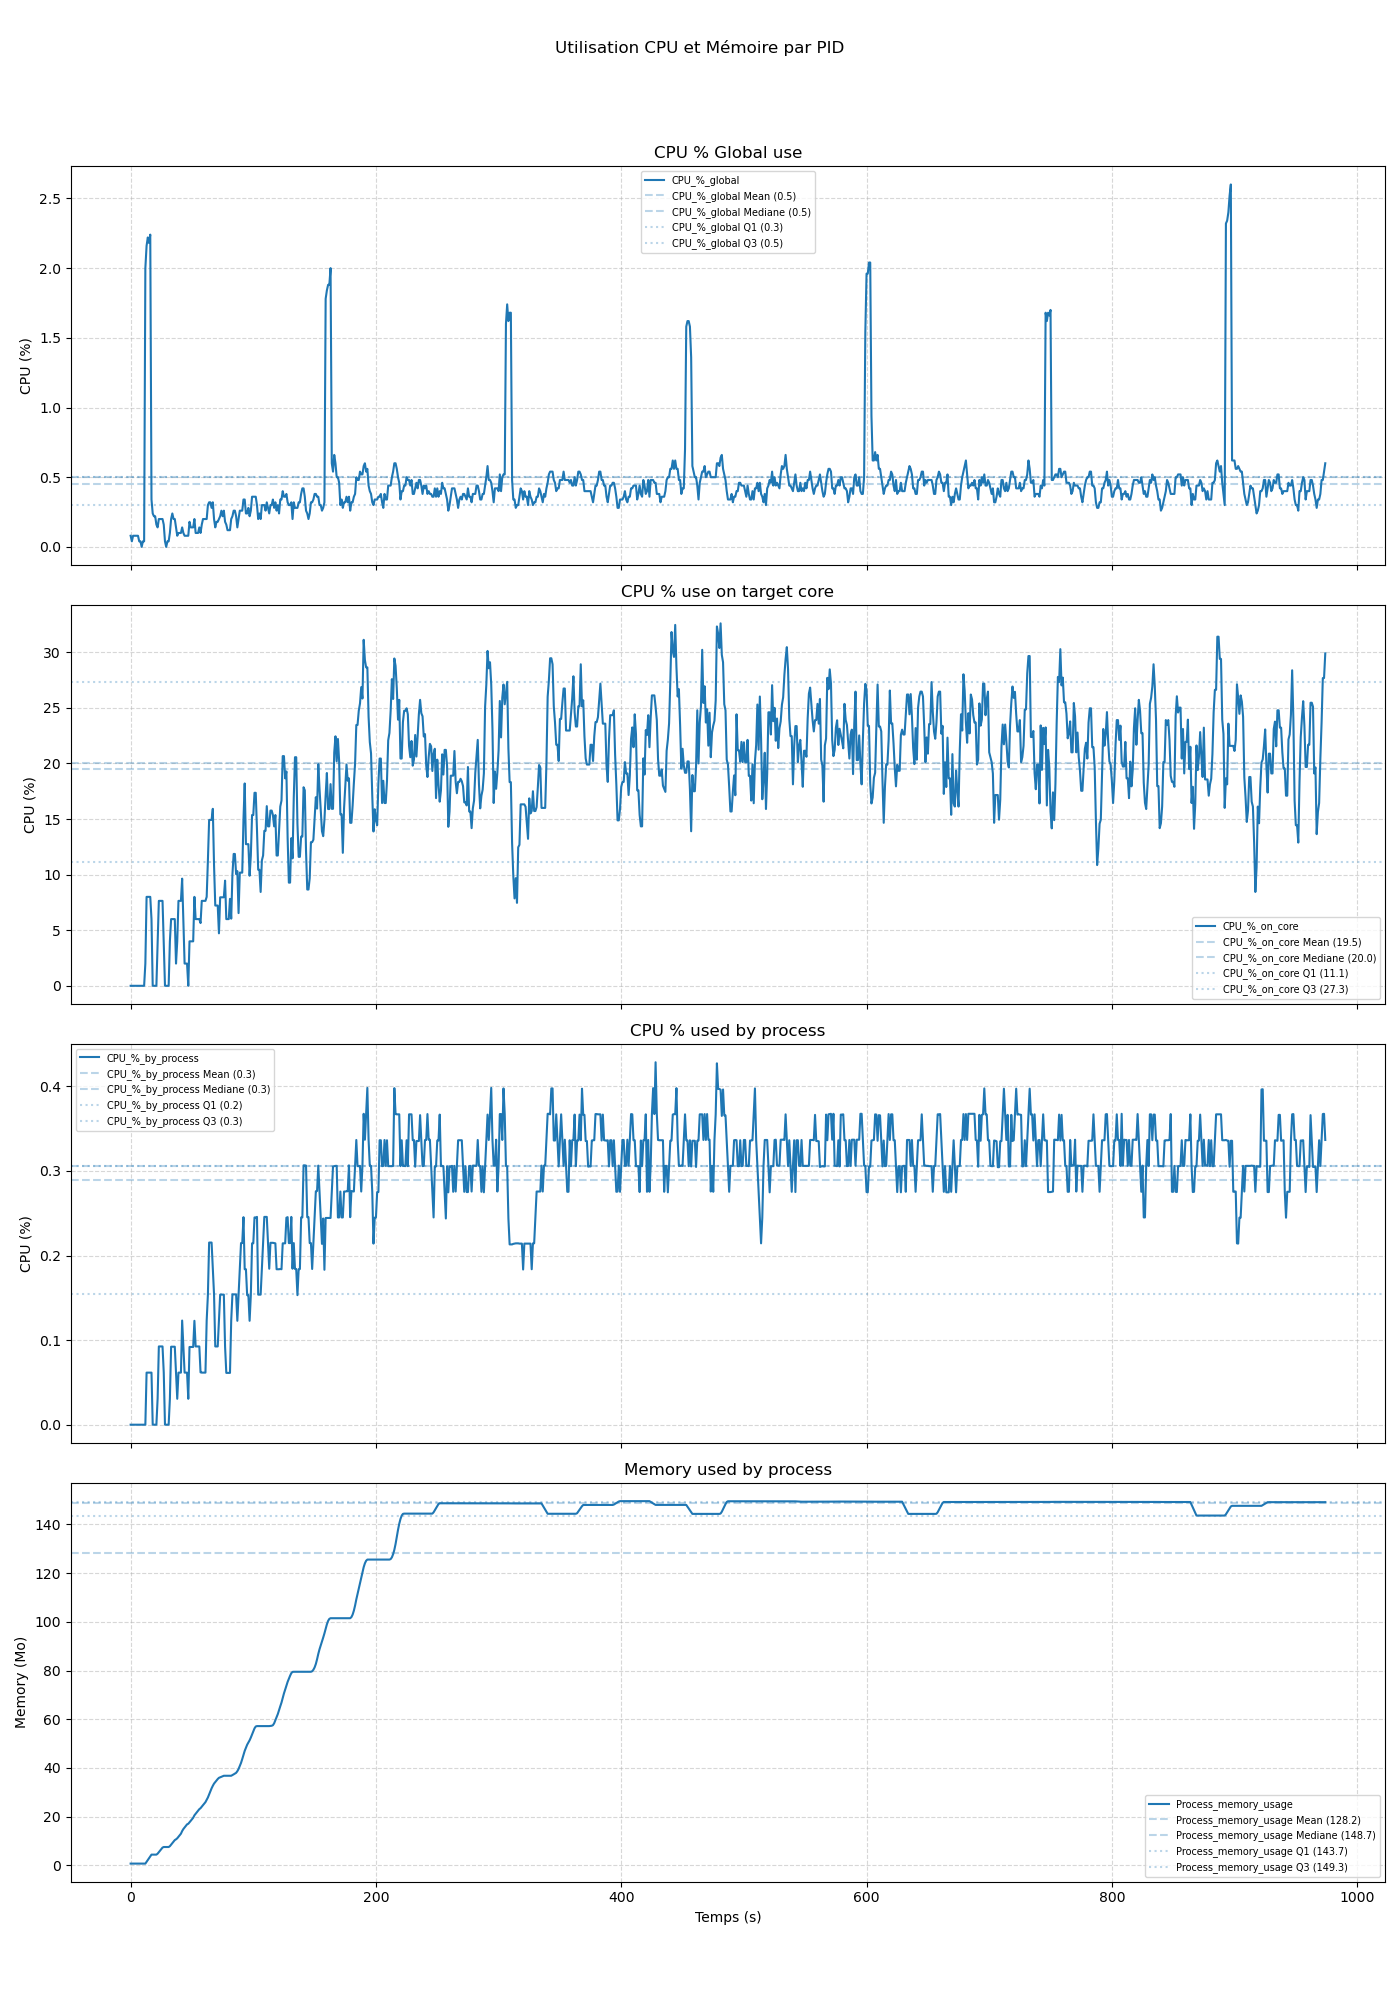 Utilisation CPU et Mémoire par PID
CPU % Global use
CPU (%)
2.5
2.0
1.5
1.0
0.5
0.0
CPU_%_global
CPU_%_global Mean (0.5)
CPU_%_global Mediane (0.5)
CPU_%_global Q1 (0.3)
CPU_%_global Q3 (0.5)
CPU % use on target core
CPU (%)
30
25
20
15
10
5
0
CPU_%_on_core
CPU_%_on_core Mean (19.5)
CPU_%_on_core Mediane (20.0)
CPU_%_on_core Q1 (11.1)
CPU_%_on_core Q3 (27.3)
CPU % used by process
CPU (%)
0.4
0.3
0.2
0.1
0.0
CPU_%_by_process
CPU_%_by_process Mean (0.3)
CPU_%_by_process Mediane (0.3)
CPU_%_by_process Q1 (0.2)
CPU_%_by_process Q3 (0.3)
Memory used by process
Memory (Mo)
140
120
100
80
60
40
20
0
Process_memory_usage
Process_memory_usage Mean (128.2)
Process_memory_usage Mediane (148.7)
Process_memory_usage Q1 (143.7)
Process_memory_usage Q3 (149.3)
0 200 400 600 800 1000
Temps (s)